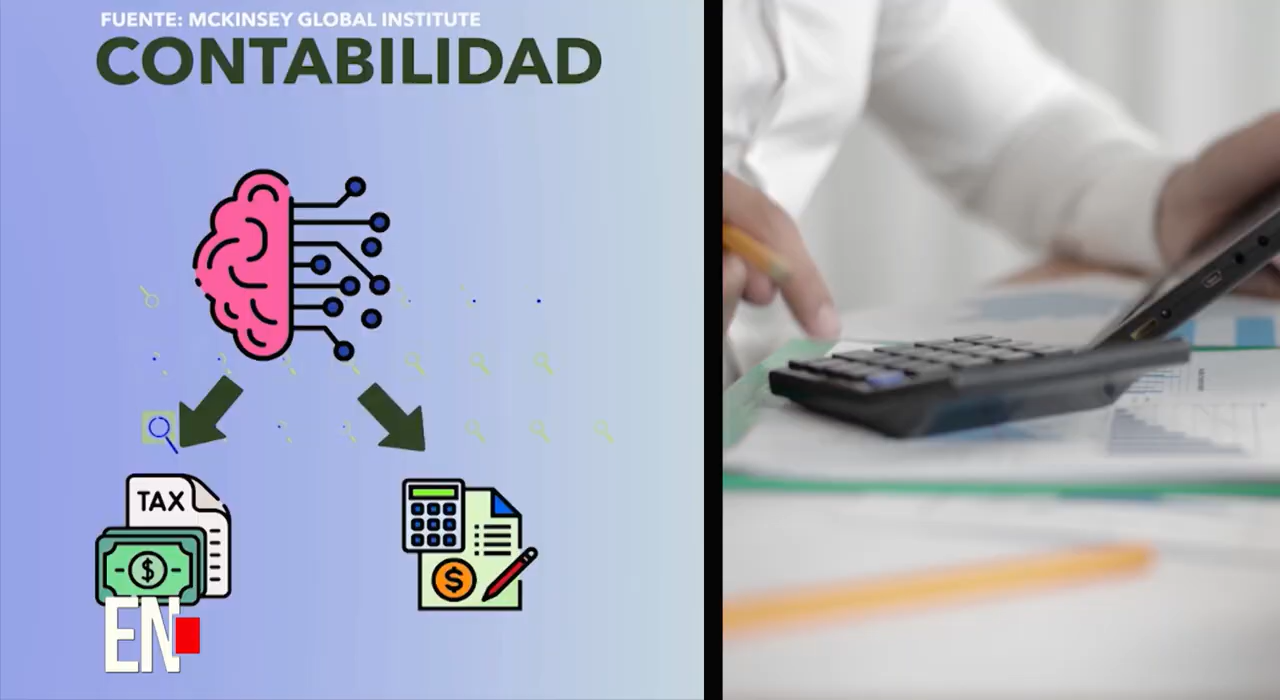 FUENTE: MCKINSEY GLOBAL INSTITUTE
CONTABILIDAD
TAX
$
$
EN